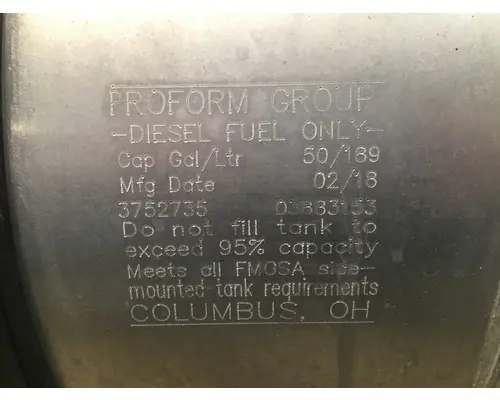 PROFORM GROUP
-DIESEL FUEL ONLY-
Cap Gal/Ltr 50/189
Mfg Date 02/18
3752735 03883153
Do not fill tank to
exceed 95% capacity
Meets all FMCSA side-
mounted tank requirements
COLUMBUS, OH